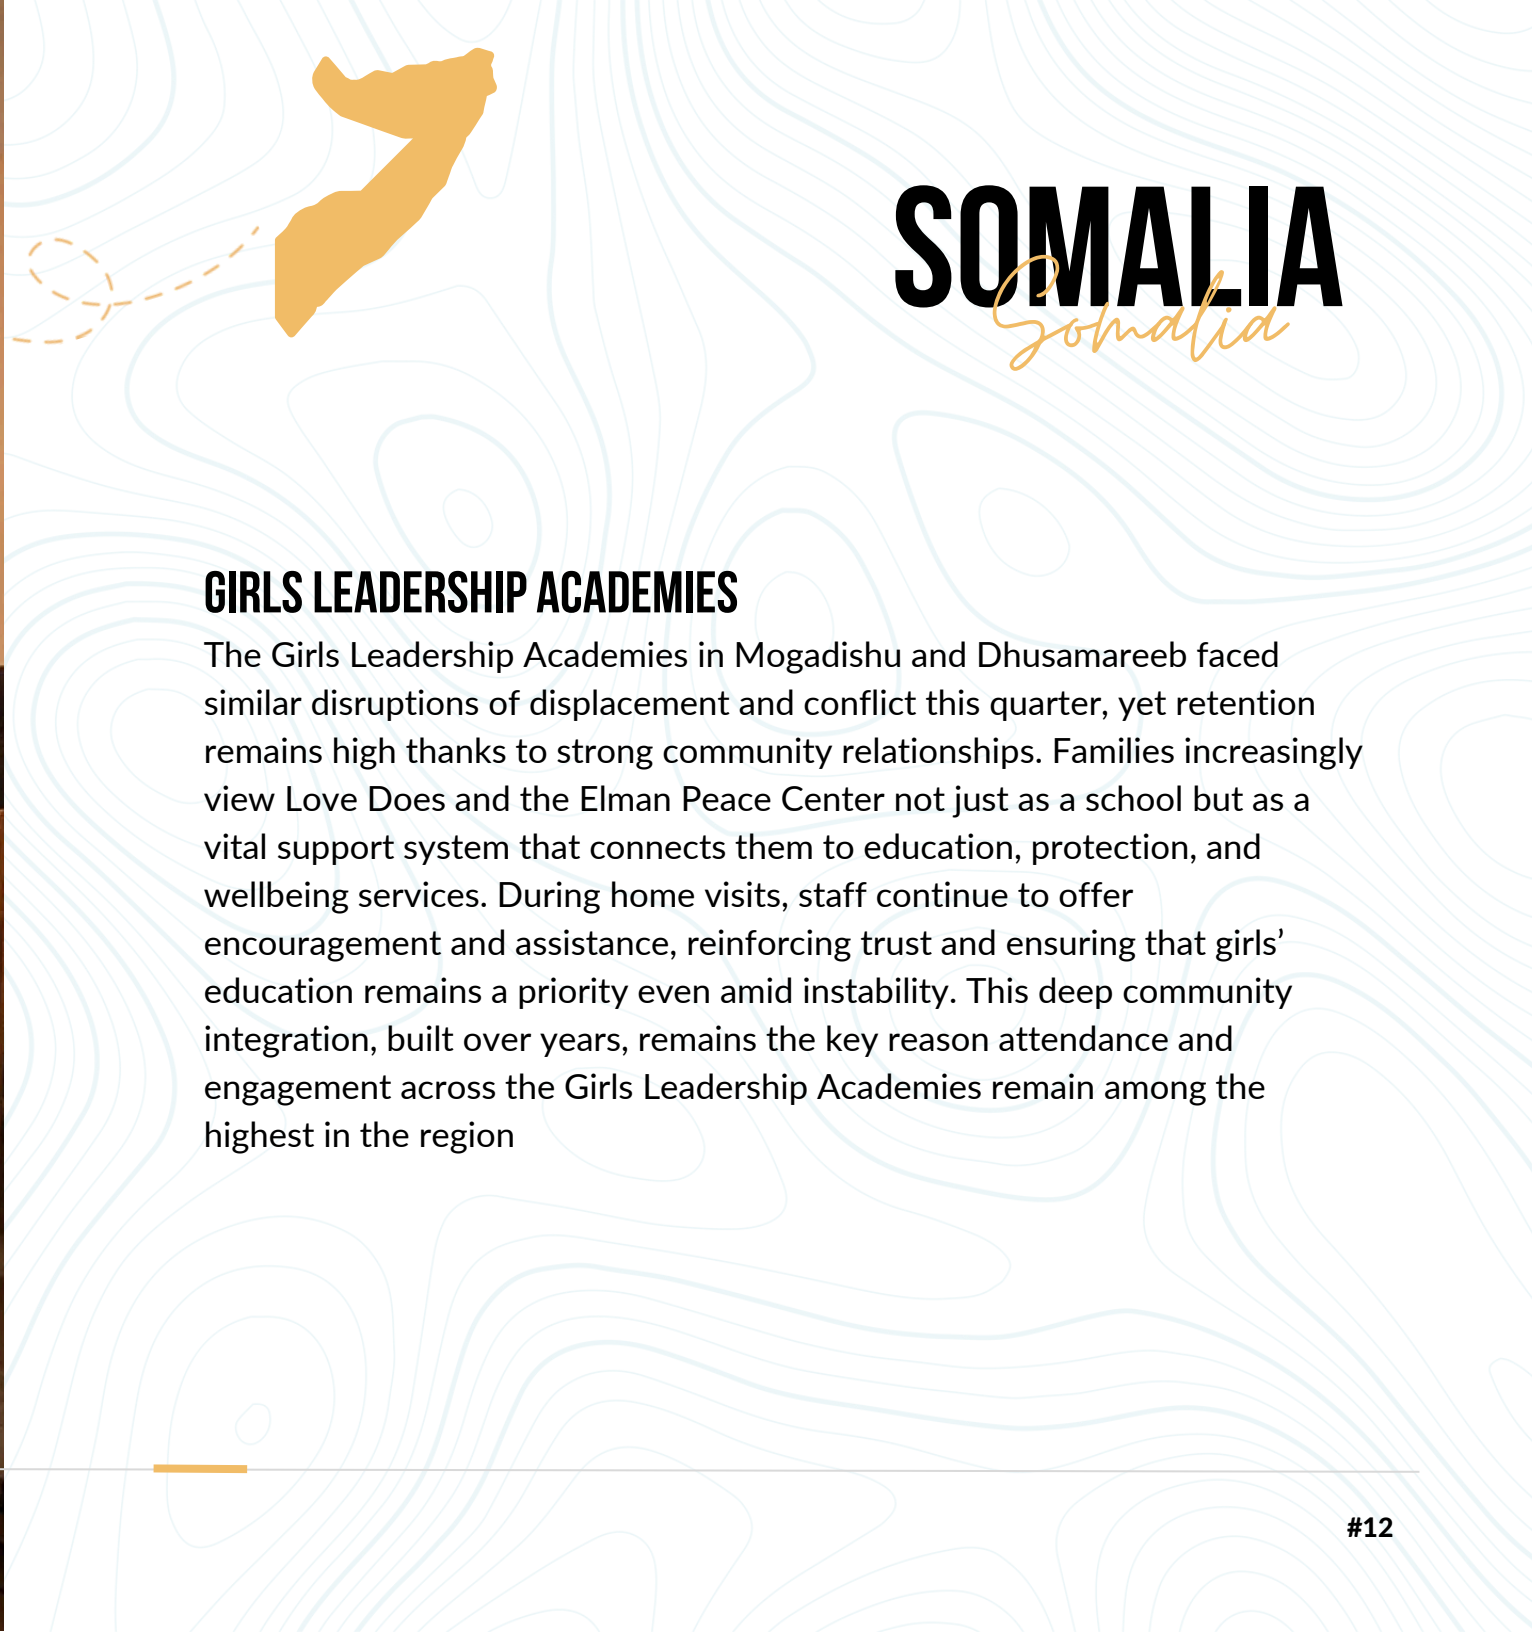 SOMALIA
Somalia
GIRLS LEADERSHIP ACADEMIES
The Girls Leadership Academies in Mogadishu and Dhusamareeb faced
similar disruptions of displacement and conflict this quarter, yet retention
remains high thanks to strong community relationships. Families increasingly
view Love Does and the Elman Peace Center not just as a school but as a
vital support system that connects them to education, protection, and
wellbeing services. During home visits, staff continue to offer
encouragement and assistance, reinforcing trust and ensuring that girls’
education remains a priority even amid instability. This deep community
integration, built over years, remains the key reason attendance and
engagement across the Girls Leadership Academies remain among the
highest in the region
#12